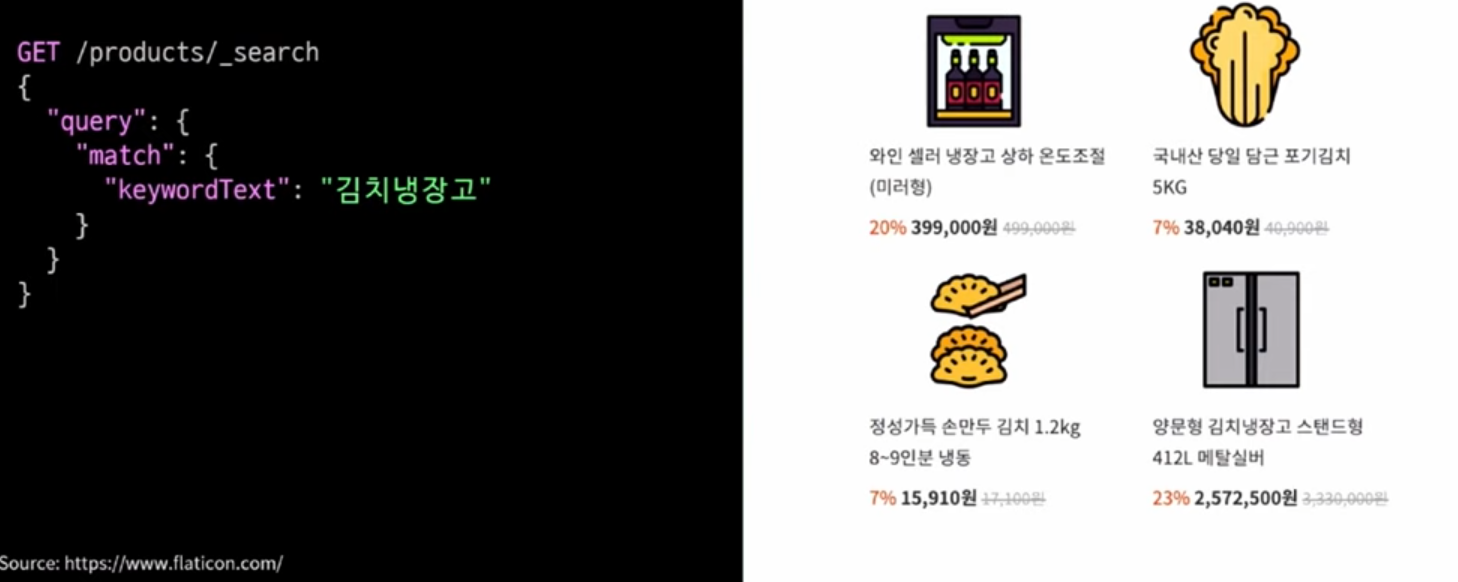 GET /products/_search
{
"query": {
"match": {
"keywordText": "김치냉장고"
}
}
}
Source: https://www.flaticon.com/
와인 셀러 냉장고 상하 온도조절
(미러형)
20% 399,000원 499,000원
국내산 당일 담근 포기김치
5KG
7% 38,040원 40,900원
정성가득 손만두 김치 1.2kg
8~9인분 냉동
7% 15,910원 17,100원
양문형 김치냉장고 스탠드형
412L 메탈실버
23% 2,572,500원 3,330,000원